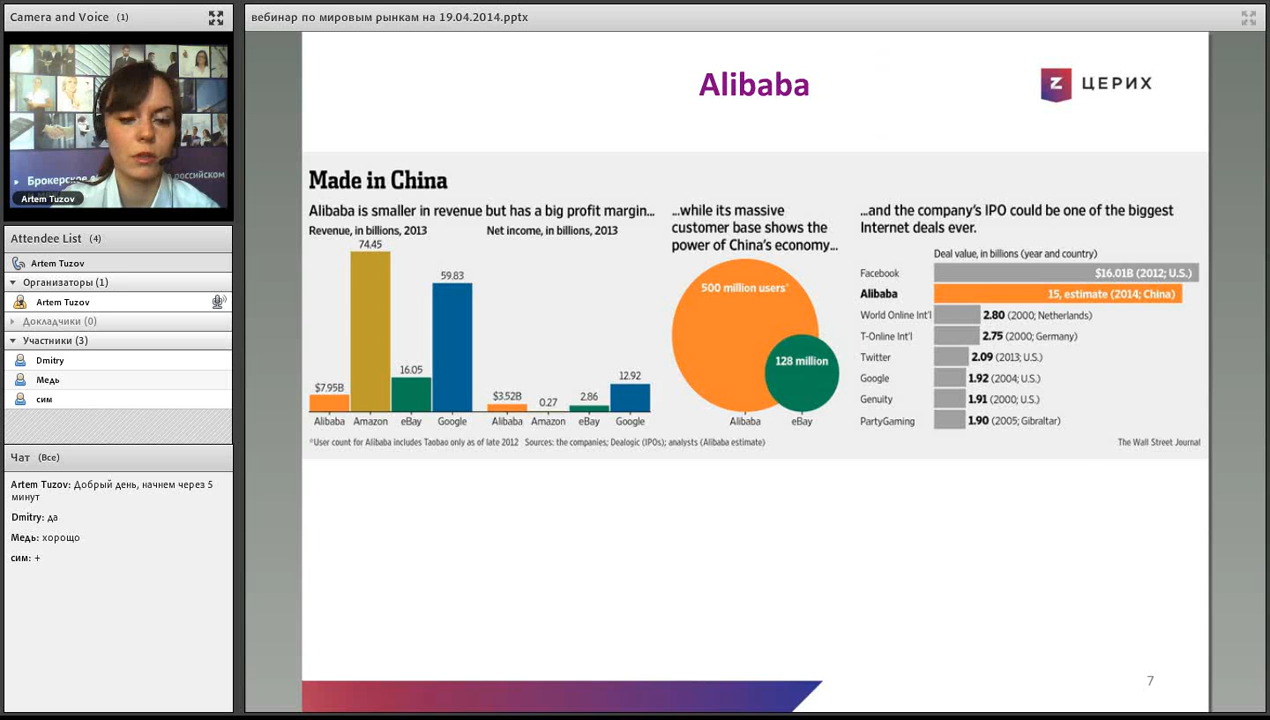 Camera and Voice (1)
Artem Tuzov
Attendee List (4)
Artem Tuzov
Организаторы (1)
Artem Tuzov
Докладчики (0)
Участники (3)
Dmitry
Медь
сим
Чат (Все)
Artem Tuzov: Добрый день, начнем через 5
минут
Dmitry: да
Медь: хорощо
сим: +
вебинар по мировым рынкам на 19.04.2014.pptx
Alibaba
Z ЦЕРИХ
Made in China
Alibaba is smaller in revenue but has a big profit margin...
Revenue, in billions, 2013
$7.95B 74.45 16.05 59.83
Alibaba Amazon eBay Google
Net income, in billions, 2013
$3.52B 0.27 2.86 12.92
Alibaba Amazon eBay Google
...while its massive
customer base shows the
power of China's economy...
500 million users*
128 million
Alibaba eBay
...and the company's IPO could be one of the biggest
Internet deals ever.
Deal value, in billions (year and country)
Facebook $16.01B (2012; U.S.)
Alibaba 15, estimate (2014; China)
World Online Int'l 2.80 (2000; Netherlands)
T-Online Int'l 2.75 (2000; Germany)
Twitter 2.09 (2013; U.S.)
Google 1.92 (2004; U.S.)
Genuity 1.91 (2000; U.S.)
PartyGaming 1.90 (2005; Gibraltar)
*User count for Alibaba includes Taobao only as of late 2012 Sources: the companies; Dealogic (IPOs); analysts (Alibaba estimate)
The Wall Street Journal
7